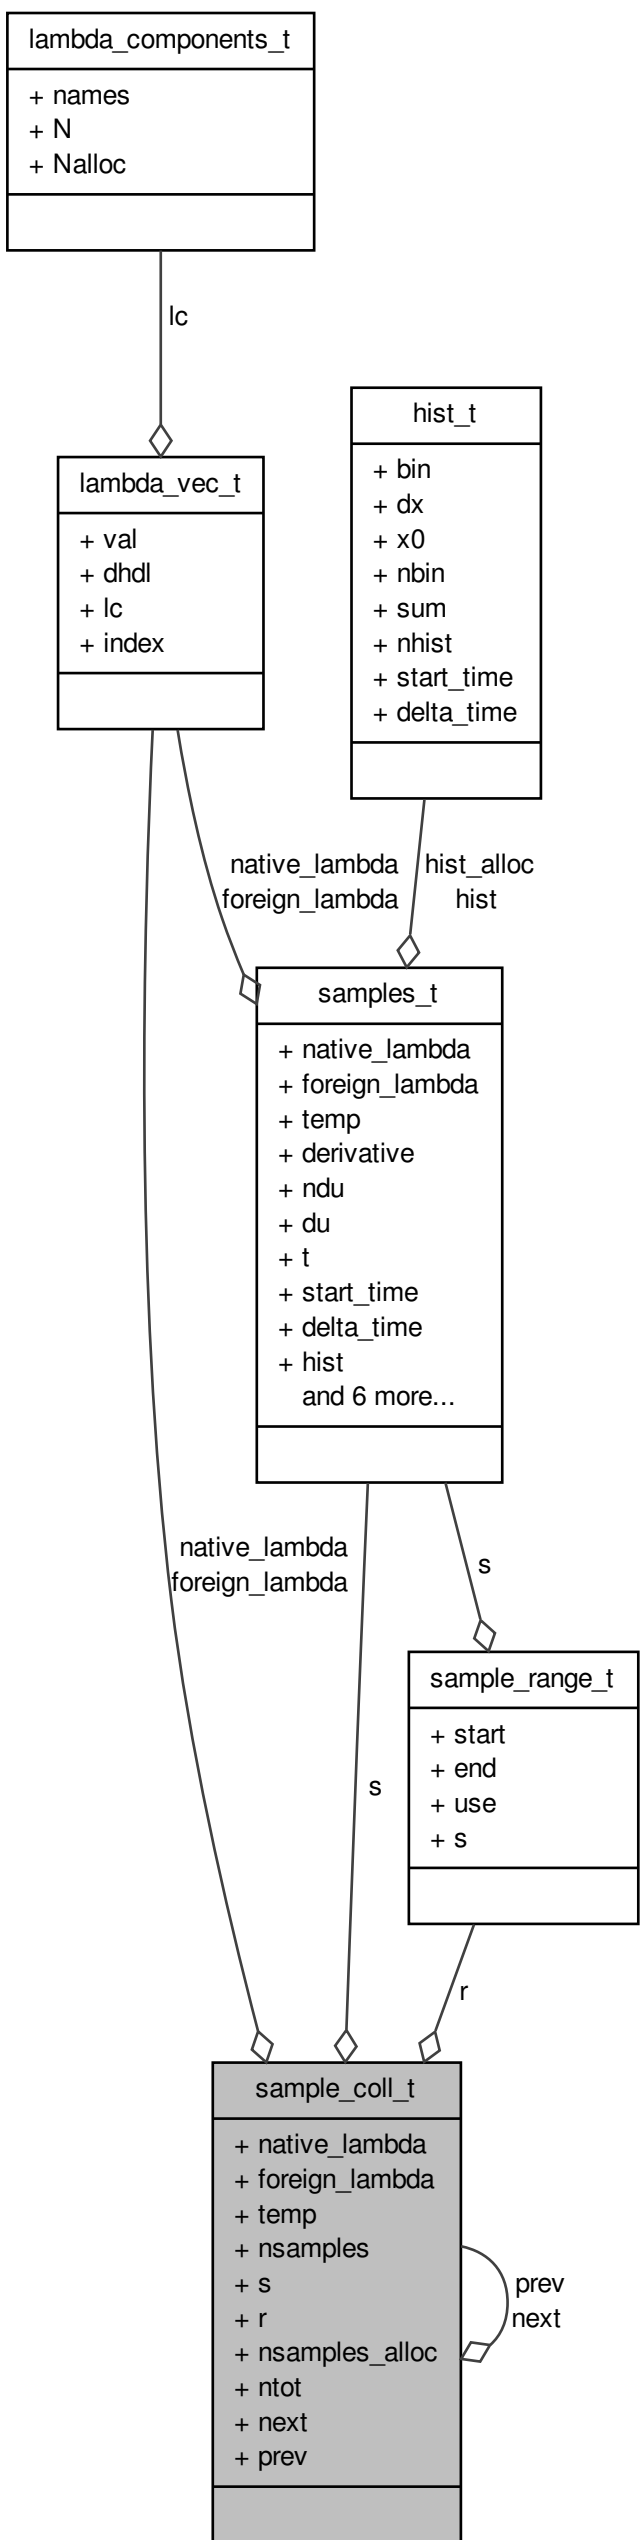 lambda_components_t
+ names
+ N
+ Nalloc
lc
lambda_vec_t
+ val
+ dhdl
+ lc
+ index
hist_t
+ bin
+ dx
+ x0
+ nbin
+ sum
+ nhist
+ start_time
+ delta_time
native_lambda
foreign_lambda
hist_alloc
hist
samples_t
+ native_lambda
+ foreign_lambda
+ temp
+ derivative
+ ndu
+ du
+ t
+ start_time
+ delta_time
+ hist
and 6 more...
native_lambda
foreign_lambda
s
s
sample_range_t
+ start
+ end
+ use
+ s
r
sample_coll_t
+ native_lambda
+ foreign_lambda
+ temp
+ nsamples
+ s
+ r
+ nsamples_alloc
+ ntot
+ next
+ prev
prev
next